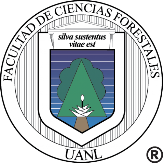 FACULTAD DE CIENCIAS FORESTALES
silva sustentus
vitae est
UANL
®